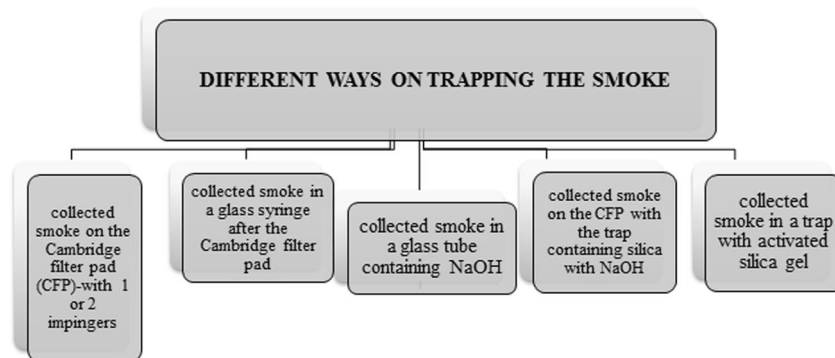 DIFFERENT WAYS ON TRAPPING THE SMOKE
collected
smoke on the
Cambridge
filter pad
(CFP)-with 1
or 2
impingers
collected smoke in
a glass syringe
after the
Cambridge filter
pad
collected smoke in
a glass tube
containing NaOH
collected smoke
on the CFP with
the trap
containing silica
with NaOH
collected
smoke in a trap
with activated
silica gel